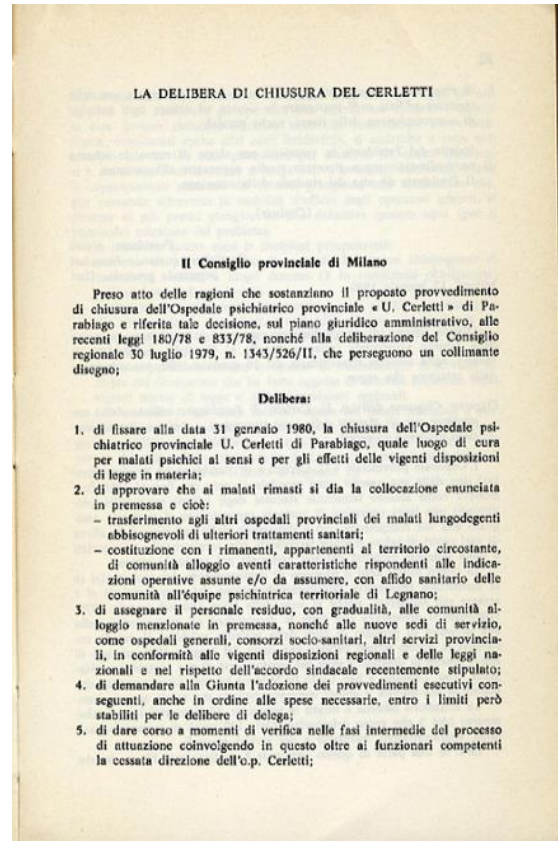 LA DELIBERA DI CHIUSURA DEL CERLETTI
Il Consiglio provinciale di Milano
Preso atto delle ragioni che sostanziano il proposto provvedimento
di chiusura dell'Ospedale psichiatrico provinciale « U. Cerletti » di Pa-
rabiago e riferita tale decisione, sul piano giuridico amministrativo, alle
recenti leggi 180/78 e 833/78, nonché alla deliberazione del Consiglio
regionale 30 luglio 1979, n. 1343/526/II, che perseguono un collimante
disegno;
Delibera:
1. di fissare alla data 31 gennaio 1980, la chiusura dell'Ospedale psi-
chiatrico provinciale U. Cerletti di Parabiago, quale luogo di cura
per malati psichici ai sensi e per gli effetti delle vigenti disposizioni
di legge in materia;
2. di approvare che ai malati rimasti si dia la collocazione enunciata
in premessa e cioè:
– trasferimento agli altri ospedali provinciali dei malati lungodegenti
abbisognevoli di ulteriori trattamenti sanitari;
– costituzione con i rimanenti, appartenenti al territorio circostante,
di comunità alloggio aventi caratteristiche rispondenti alle indica-
zioni operative assunte e/o da assumere, con affido sanitario delle
comunità all'équipe psichiatrica territoriale di Legnano;
3. di assegnare il personale residuo, con gradualità, alle comunità al-
loggio menzionate in premessa, nonché alle nuove sedi di servizio,
come ospedali generali, consorzi socio-sanitari, altri servizi provincia-
li, in conformità alle vigenti disposizioni regionali e delle leggi na-
zionali e nel rispetto dell'accordo sindacale recentemente stipulato;
4. di demandare alla Giunta l'adozione dei provvedimenti esecutivi con-
seguenti, anche in ordine alle spese necessarie, entro i limiti però
stabiliti per le delibere di delega;
5. di dare corso a momenti di verifica nelle fasi intermedie del processo
di attuazione coinvolgendo in questo oltre ai funzionari competenti
la cessata direzione dell'o.p. Cerletti;